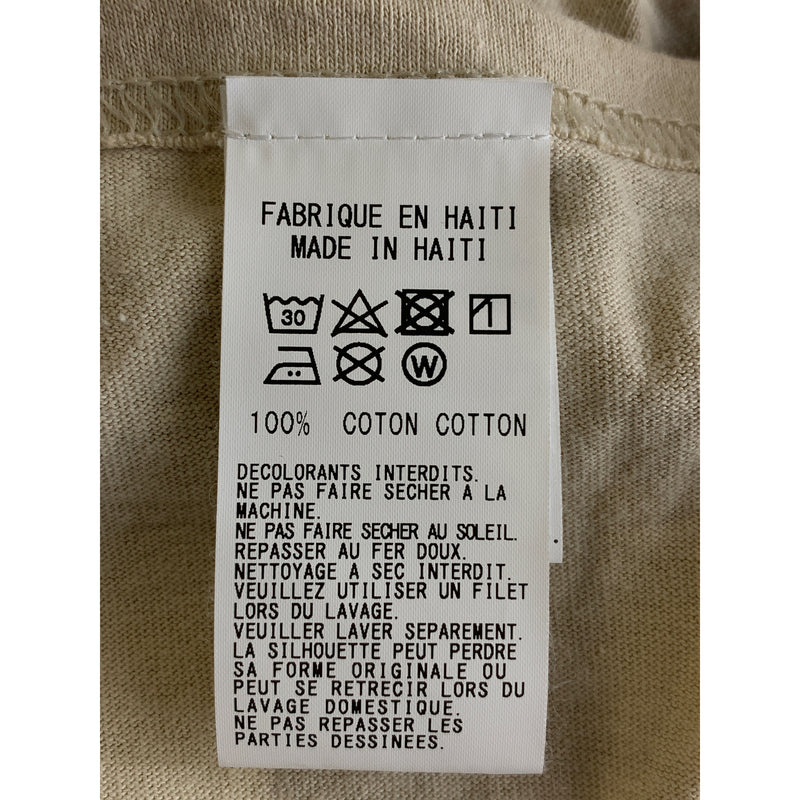 FABRIQUE EN HAITI
MADE IN HAITI
30
W
100% COTON COTTON
DECOLORANTS INTERDITS.
NE PAS FAIRE SECHER A LA
MACHINE.
NE PAS FAIRE SECHER AU SOLEIL.
REPASSER AU FER DOUX.
NETTOYAGE A SEC INTERDIT.
VEUILLEZ UTILISER UN FILET
LORS DU LAVAGE.
VEUILLER LAVER SEPAREMENT.
LA SILHOUETTE PEUT PERDRE
SA FORME ORIGINALE OU
PEUT SE RETRECIR LORS DU
LAVAGE DOMESTIQUE.
NE PAS REPASSER LES
PARTIES DESSINEES.